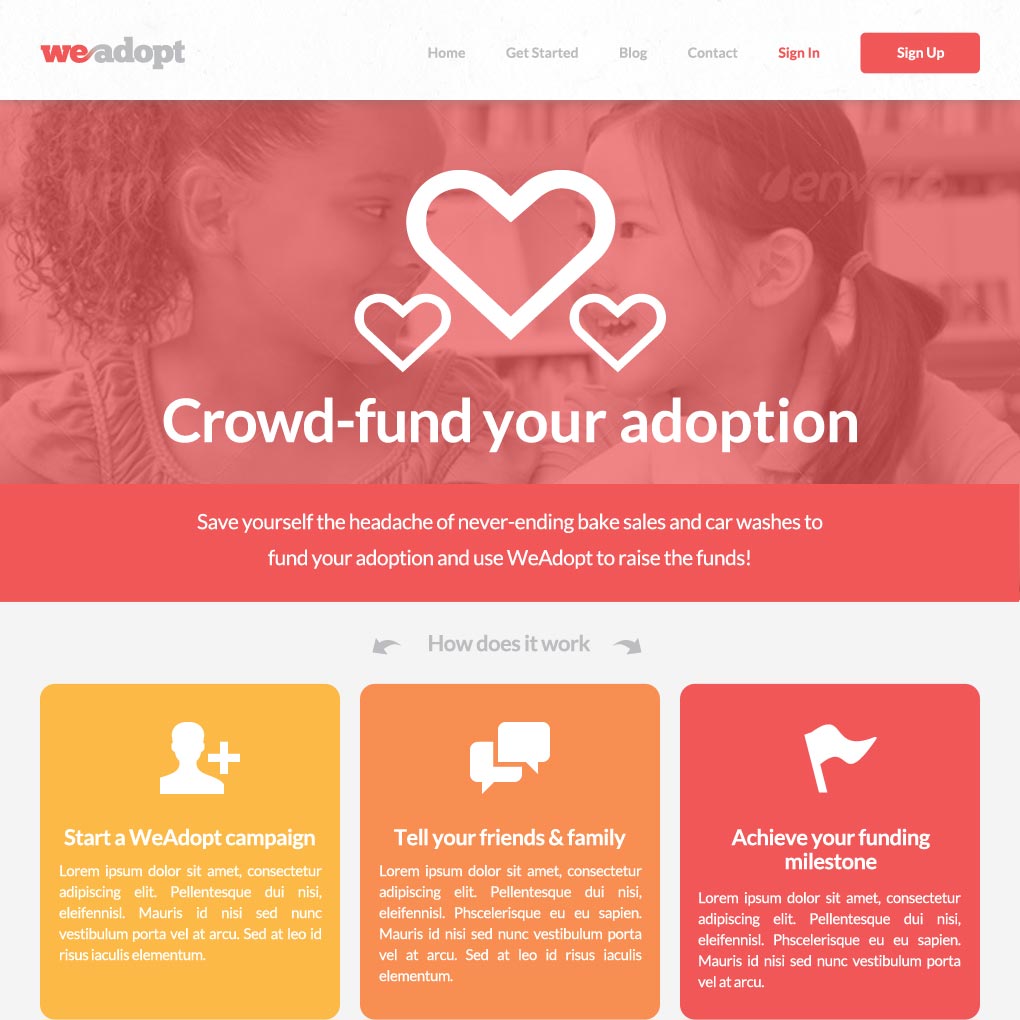 weadopt
Home Get Started Blog Contact Sign In Sign Up
envato
Crowd-fund your adoption
Save yourself the headache of never-ending bake sales and car washes to
fund your adoption and use WeAdopt to raise the funds!
How does it work
Start a WeAdopt campaign
Lorem ipsum dolor sit amet, consectetur
adipiscing elit. Pellentesque dui nisi,
eleifennisl. Mauris id nisi sed nunc
vestibulum porta vel at arcu. Sed at leo id
risus iaculis elementum.
Tell your friends & family
Lorem ipsum dolor sit amet, consectetur
adipiscing elit. Pellentesque dui nisi,
eleifennisl. Phscelerisque eu eu sapien.
Mauris id nisi sed nunc vestibulum porta
vel at arcu. Sed at leo id risus iaculis
elementum.
Achieve your funding
milestone
Lorem ipsum dolor sit amet, consectetur
adipiscing elit. Pellentesque dui nisi,
eleifennisl. Phscelerisque eu eu sapien.
Mauris id nisi sed nunc vestibulum porta
vel at arcu.